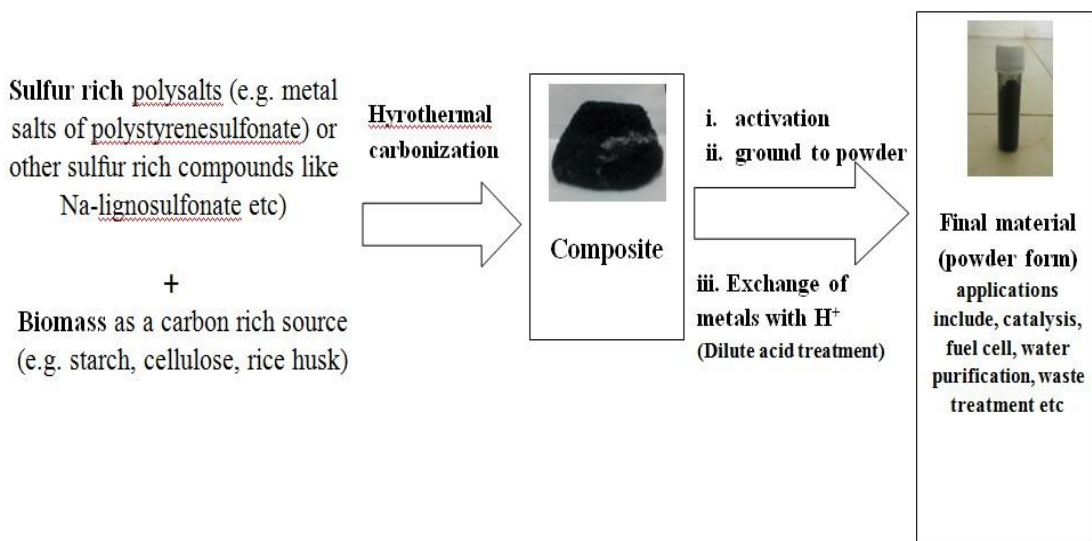 Sulfur rich polysalts (e.g. metal
salts of polystyrenesulfonate) or
other sulfur rich compounds like
Na-lignosulfonate etc)
+
Biomass as a carbon rich source
(e.g. starch, cellulose, rice husk)
Hyrothermal
carbonization
Composite
i. activation
ii. ground to powder
iii. Exchange of
metals with H⁺
(Dilute acid treatment)
Final material
(powder form)
applications
include, catalysis,
fuel cell, water
purification, waste
treatment etc